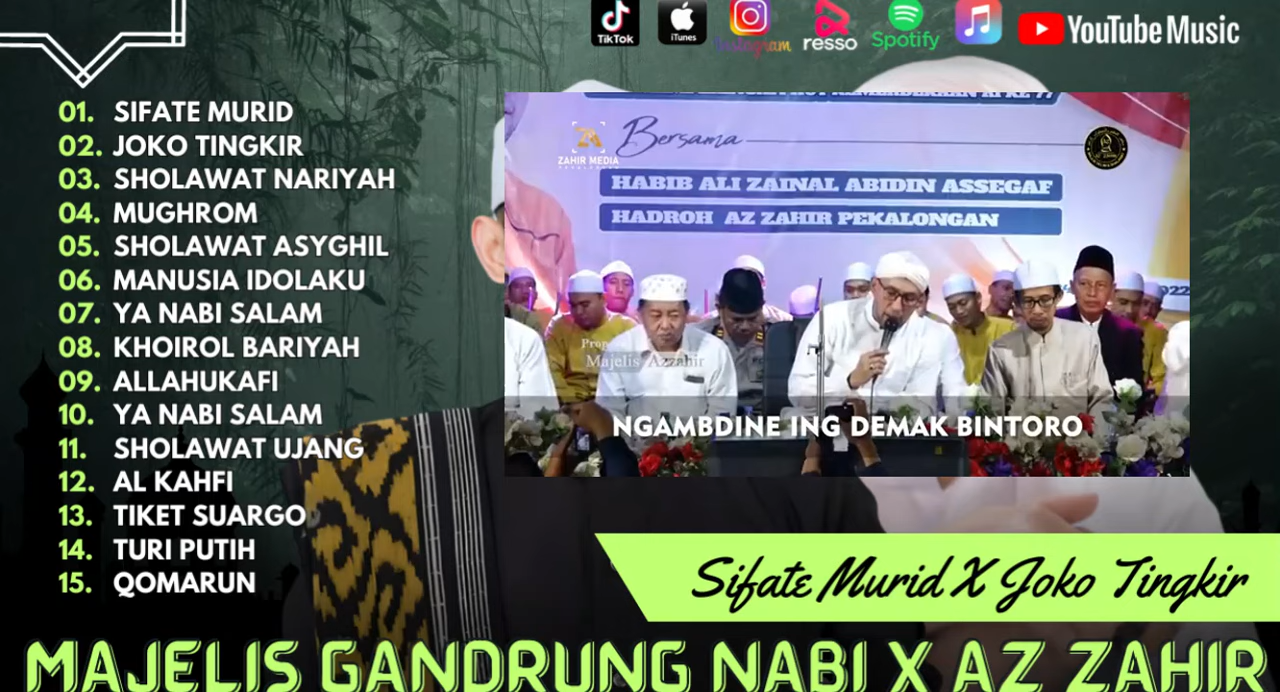 TikTok
iTunes
Instagram
resso
Spotify
YouTube Music
01. SIFATE MURID
02. JOKO TINGKIR
03. SHOLAWAT NARIYAH
04. MUGHROM
05. SHOLAWAT ASYGHIL
06. MANUSIA IDOLAKU
07. YA NABI SALAM
08. KHOIROL BARIYAH
09. ALLAHUKAFI
10. YA NABI SALAM
11. SHOLAWAT UJANG
12. AL KAHFI
13. TIKET SUARGO
14. TURI PUTIH
15. QOMARUN
ZAHIR MEDIA
PEKALONGAN
Bersama
HABIB ALI ZAINAL ABIDIN ASSEGAF
HADROH AZ ZAHIR PEKALONGAN
2022
Majelis Azzahir
NGAMBDINE ING DEMAK BINTORO
Sifate Murid X Joko Tingkir
MAJELIS GANDRUNG NABI X AZ ZAHIR